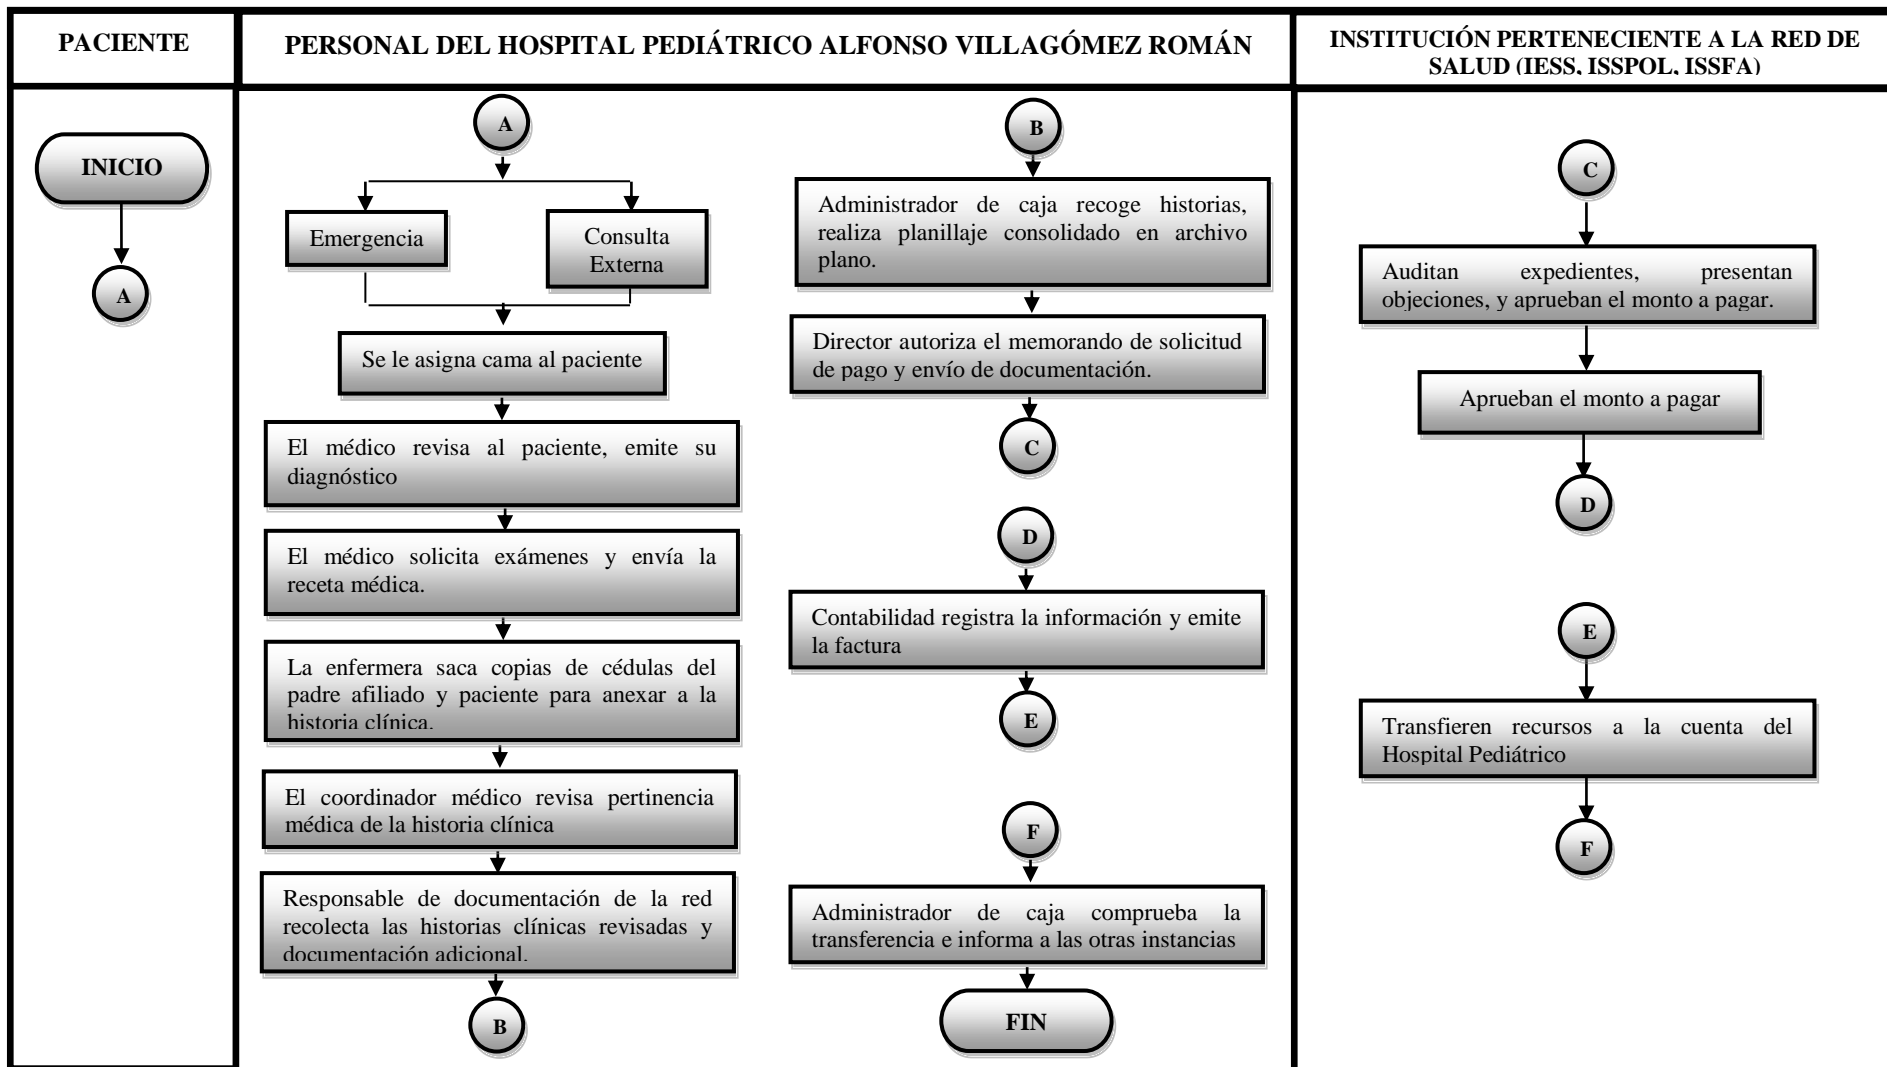 PACIENTE
PERSONAL DEL HOSPITAL PEDIÁTRICO ALFONSO VILLAGÓMEZ ROMÁN
INSTITUCIÓN PERTENECIENTE A LA RED DE
SALUD (IESS, ISSPOL, ISSFA)
INICIO
A
A
Emergencia
Consulta
Externa
Se le asigna cama al paciente
El médico revisa al paciente, emite su
diagnóstico
El médico solicita exámenes y envía la
receta médica.
La enfermera saca copias de cédulas del
padre afiliado y paciente para anexar a la
historia clínica.
El coordinador médico revisa pertinencia
médica de la historia clínica
Responsable de documentación de la red
recolecta las historias clínicas revisadas y
documentación adicional.
B
B
Administrador de caja recoge historias,
realiza planillaje consolidado en archivo
plano.
Director autoriza el memorando de solicitud
de pago y envío de documentación.
C
D
Contabilidad registra la información y emite
la factura
E
F
Administrador de caja comprueba la
transferencia e informa a las otras instancias
FIN
C
Auditan expedientes, presentan
objeciones, y aprueban el monto a pagar.
Aprueban el monto a pagar
D
E
Transfieren recursos a la cuenta del
Hospital Pediátrico
F